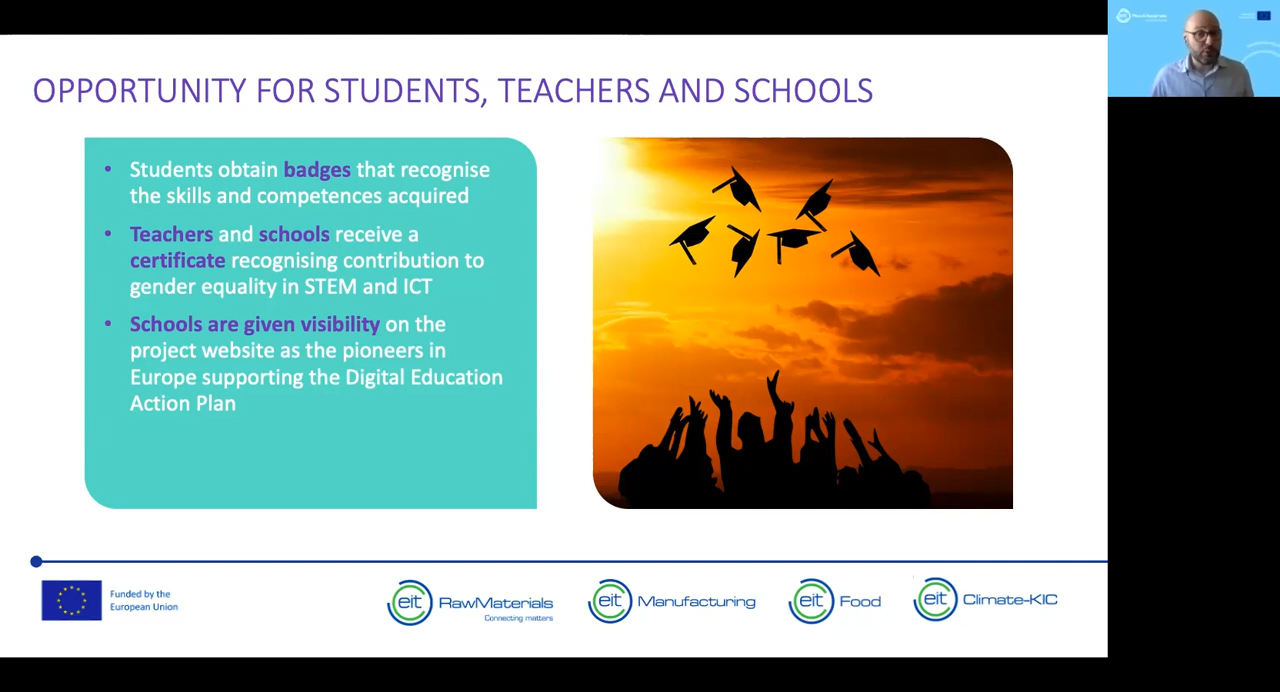 OPPORTUNITY FOR STUDENTS, TEACHERS AND SCHOOLS
• Students obtain badges that recognise
the skills and competences acquired
• Teachers and schools receive a
certificate recognising contribution to
gender equality in STEM and ICT
• Schools are given visibility on the
project website as the pioneers in
Europe supporting the Digital Education
Action Plan
Funded by the
European Union
eit RawMaterials
Connecting matters
eit Manufacturing
eit Food
eit Climate-KIC
eit RawMaterials